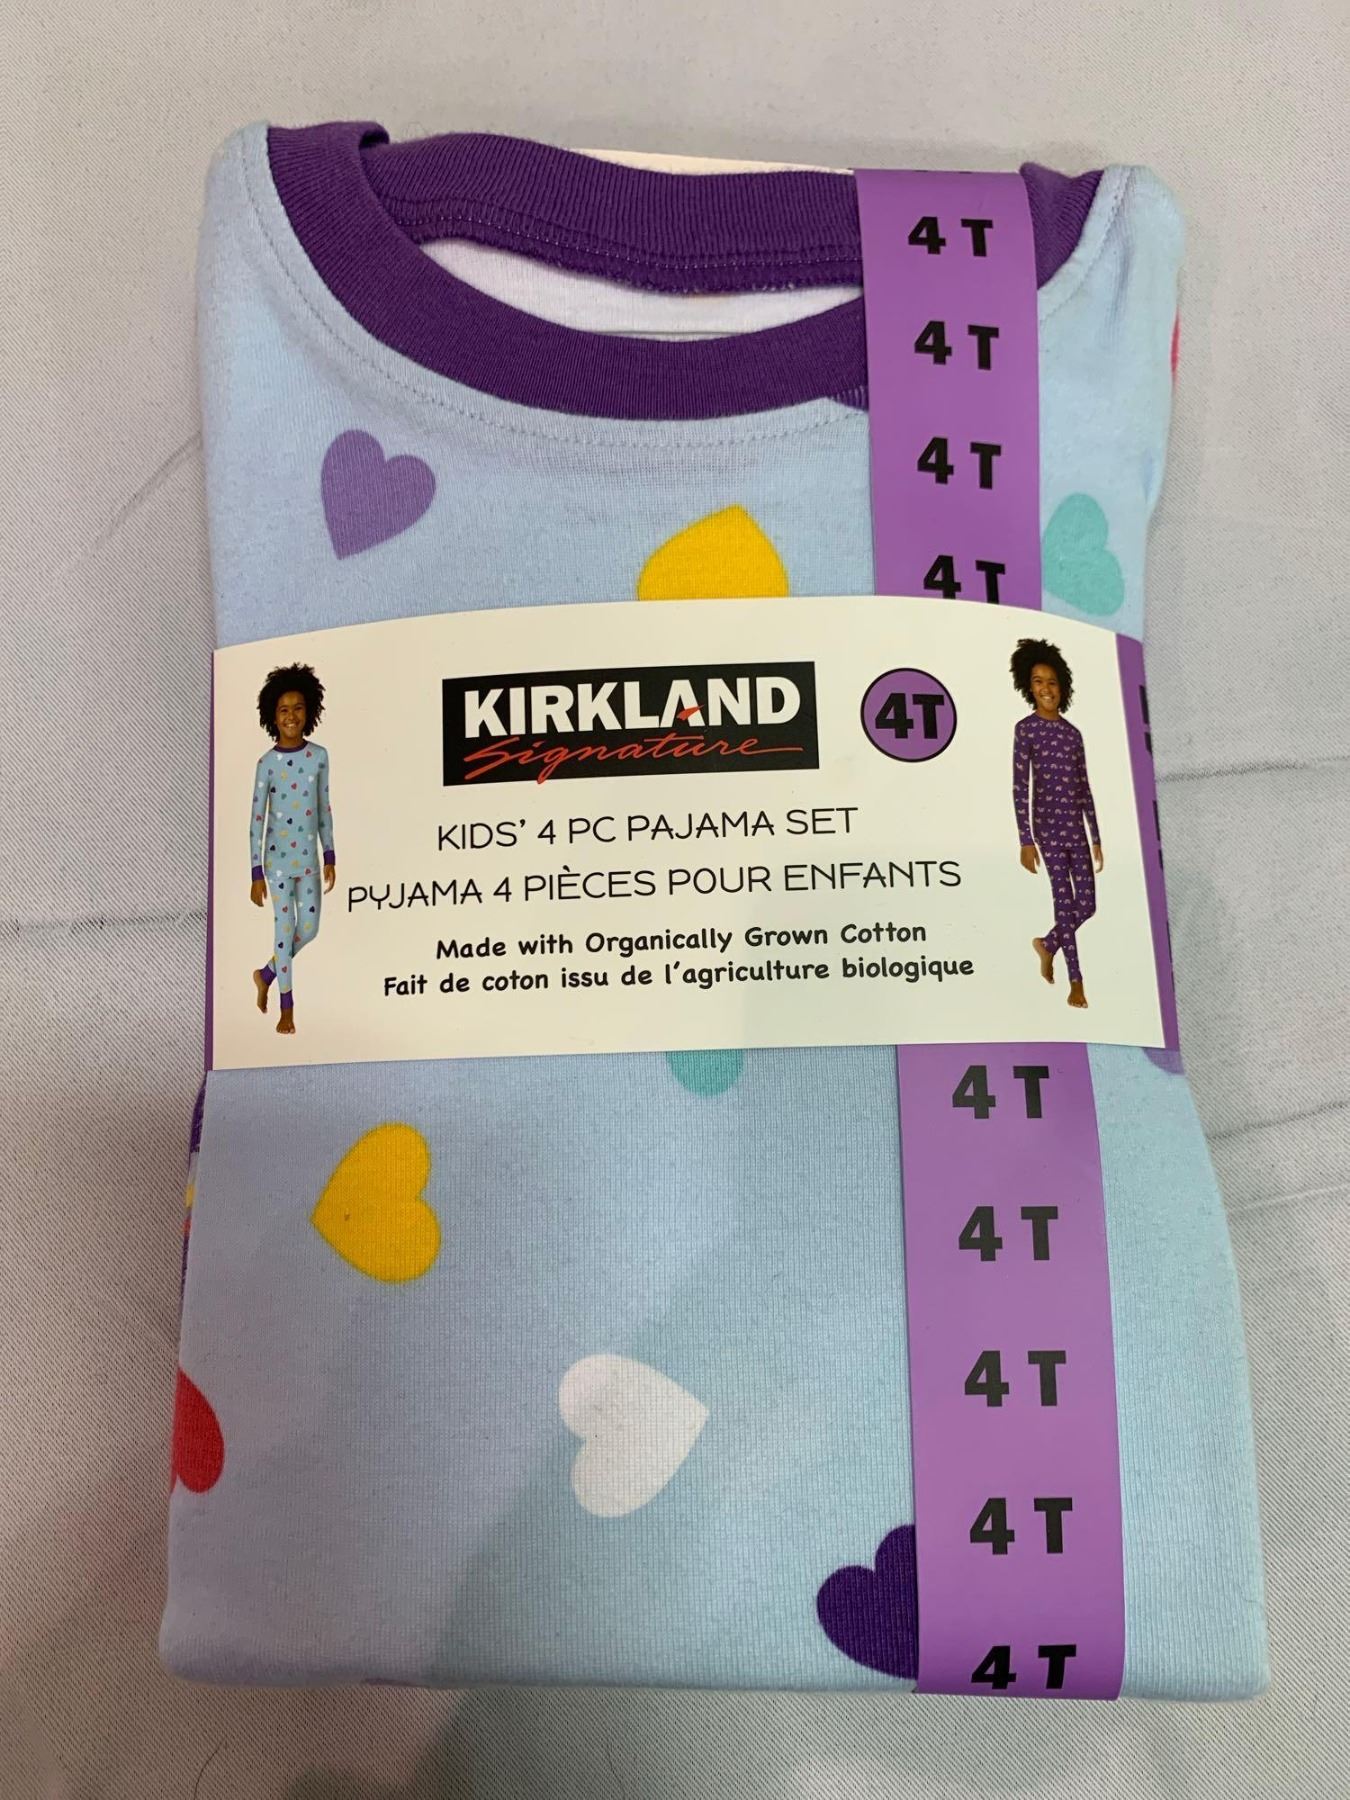 4T
4T
4T
4T
KIRKLAND
Signature
4T
KIDS' 4 PC PAJAMA SET
PYJAMA 4 PIÈCES POUR ENFANTS
Made with Organically Grown Cotton
Fait de coton issu de l'agriculture biologique
4T
4T
4T
4T
4T